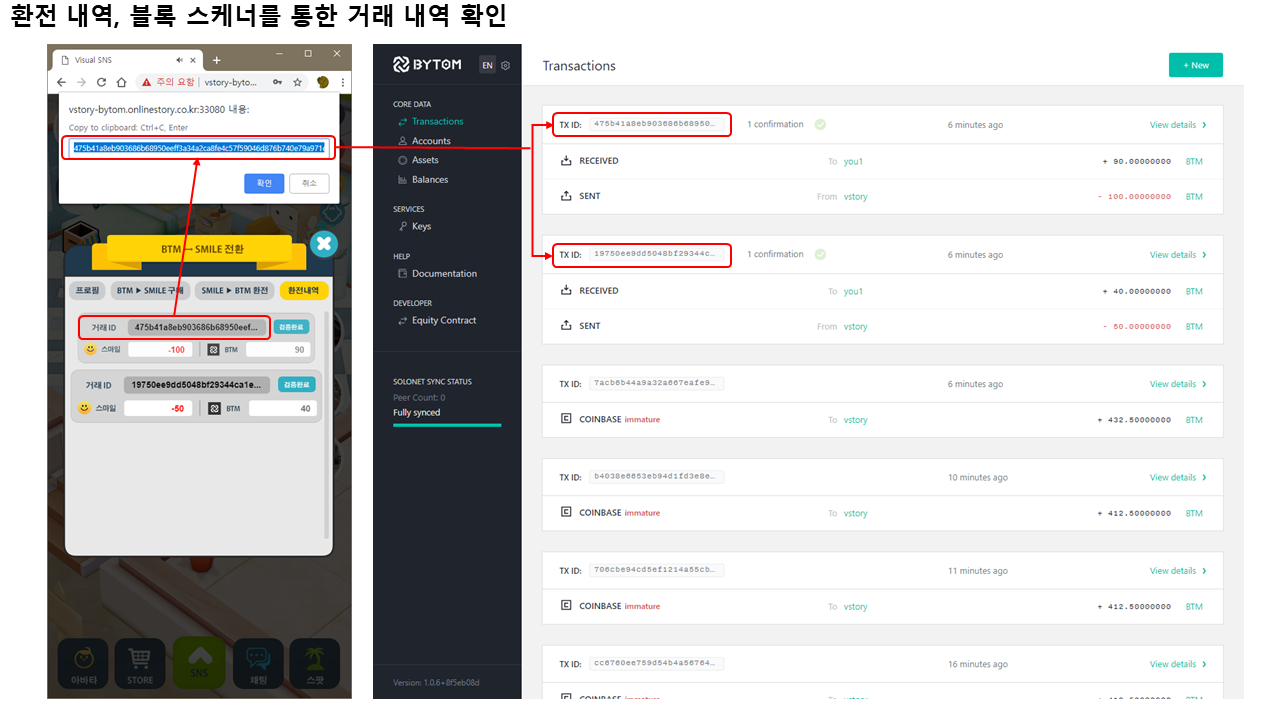 환전 내역, 블록 스케너를 통한 거래 내역 확인
Visual SNS
주의 요함 | vstory-byto...
vstory-bytom.onlinestory.co.kr:33080 내용:
Copy to clipboard: Ctrl+C, Enter
475b41a8eb903686b68950eeff3a34a2ca8fe4c57f59046d876b740e79a971
확인 취소
BTM ↔ SMILE 전환
프로필 BTM ▶ SMILE 구매 SMILE ▶ BTM 환전 환전내역
거래 ID 475b41a8eb903686b68950eef... 검증완료
스마일 -100 BTM 90
거래 ID 19750ee9dd5048bf29344ca1e... 검증완료
스마일 -50 BTM 40
아바타 STORE SNS 채팅 스팟
BYTOM EN
CORE DATA
Transactions
Accounts
Assets
Balances
SERVICES
Keys
HELP
Documentation
DEVELOPER
Equity Contract
SOLONET SYNC STATUS
Peer Count: 0
Fully synced
Version: 1.0.6+8f5eb08d
Transactions + New
TX ID: 475b41a8eb903686b68950... 1 confirmation 6 minutes ago View details
RECEIVED To you1 + 90.00000000 BTM
SENT From vstory - 100.00000000 BTM
TX ID: 19750ee9dd5048bf29344c... 1 confirmation 6 minutes ago View details
RECEIVED To you1 + 40.00000000 BTM
SENT From vstory - 50.00000000 BTM
TX ID: 7acb6b44a9a32a667eafe9... 6 minutes ago View details
COINBASE immature To vstory + 432.50000000 BTM
TX ID: b4038e6653eb94d1fd3e8e... 10 minutes ago View details
COINBASE immature To vstory + 412.50000000 BTM
TX ID: 706cbe94cd5ef1214a55cb... 11 minutes ago View details
COINBASE immature To vstory + 412.50000000 BTM
TX ID: cc6760ee759d54b4a56764... 16 minutes ago View details
COINBASE immature To vstory + 412.50000000 BTM